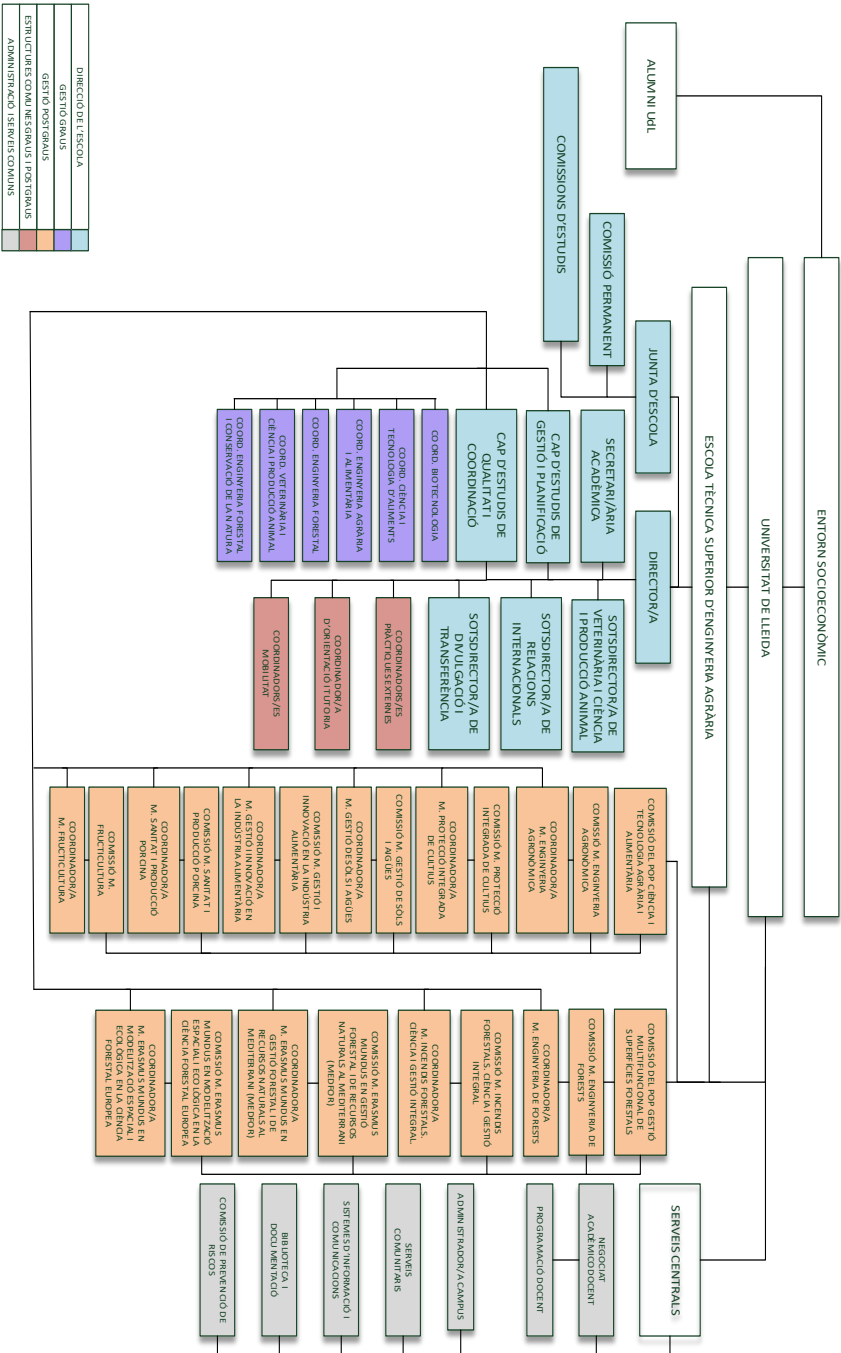 ENTORN SOCIOECONÒMIC
UNIVERSITAT DE LLEIDA
ESCOLA TÈCNICA SUPERIOR D'ENGINYERIA AGRÀRIA
ALUMNI UdL
JUNTA D'ESCOLA
COMISSIÓ PERMANENT
COMISSIONS D'ESTUDIS
DIRECTOR/A
SECRETARI/ÀRIA
ACADÈMICA
CAP D'ESTUDIS DE
GESTIÓ I PLANIFICACIÓ
CAP D'ESTUDIS DE
QUALITAT I
COORDINACIÓ
SOTSDIRECTOR/A DE
VETERINÀRIA I CIÈNCIA
I PRODUCCIÓ ANIMAL
SOTSDIRECTOR/A DE
RELACIONS
INTERNACIONALS
SOTSDIRECTOR/A DE
DIVULGACIÓ I
TRANSFERÈNCIA
COORD. BIOTECNOLOGIA
COORD. CIÈNCIA I
TECNOLOGIA D'ALIMENTS
COORD. ENGINYERIA AGRÀRIA
I ALIMENTÀRIA
COORD. ENGINYERIA FORESTAL
COORD. VETERINÀRIA I
CIÈNCIA I PRODUCCIÓ ANIMAL
COORD. ENGINYERIA FORESTAL
I CONSERVACIÓ DE LA NATURA
COORDINADORS/ES
PRÀCTIQUES EXTERNES
COORDINADOR/A
D'ORIENTACIÓ I TUTORIA
COORDINADORS/ES
MOBILITAT
COMISSIÓ DEL POP CIÈNCIA I
TECNOLOGIA AGRÀRIA I
ALIMENTÀRIA
COMISSIÓ M. ENGINYERIA
AGRONÒMICA
COORDINADOR/A
M. ENGINYERIA
AGRONÒMICA
COMISSIÓ M. PROTECCIÓ
INTEGRADA DE CULTIUS
COORDINADOR/A
M. PROTECCIÓ INTEGRADA
DE CULTIUS
COMISSIÓ M. GESTIÓ DE SÒLS
I AIGÜES
COORDINADOR/A
M. GESTIÓ DE SÒLS I AIGÜES
COMISSIÓ M. GESTIÓ I
INNOVACIÓ EN LA INDÚSTRIA
ALIMENTÀRIA
COORDINADOR/A
M. GESTIÓ I INNOVACIÓ EN
LA INDÚSTRIA ALIMENTÀRIA
COMISSIÓ M. SANITAT I
PRODUCCIÓ PORCINA
COORDINADOR/A
M. SANITAT I PRODUCCIÓ
PORCINA
COMISSIÓ M.
FRUCTICULTURA
COORDINADOR/A
M. FRUCTICULTURA
COMISSIÓ DEL POP GESTIÓ
MULTIFUNCIONAL DE
SUPERFÍCIES FORESTALS
COMISSIÓ M. ENGINYERIA DE
FORESTS
COORDINADOR/A
M. ENGINYERIA DE FORESTS
COMISSIÓ M. INCENDIS
FORESTALS. CIÈNCIA I GESTIÓ
INTEGRAL
COORDINADOR/A
M. INCENDIS FORESTALS.
CIÈNCIA I GESTIÓ INTEGRAL.
COMISSIÓ M. ERASMUS
MUNDUS EN GESTIÓ
FORESTAL I DE RECURSOS
NATURALS AL MEDITERRANI
(MEDFOR)
COORDINADOR/A
M. ERASMUS MUNDUS EN
GESTIÓ FORESTAL I DE
RECURSOS NATURALS AL
MEDITERRANI (MEDFOR)
COMISSIÓ M. ERASMUS
MUNDUS EN MODELITZACIÓ
ESPACIAL I ECOLÒGICA EN LA
CIÈNCIA FORESTAL EUROPEA
COORDINADOR/A
M. ERASMUS MUNDUS EN
MODELITZACIÓ ESPACIAL I
ECOLÒGICA EN LA CIÈNCIA
FORESTAL EUROPEA
SERVEIS CENTRALS
NEGOCIAT
ACADÈMICO DOCENT
PROGRAMACIÓ DOCENT
ADMINISTRADOR/A CAMPUS
SERVEIS
COMUNITARIS
SISTEMES D'INFORMACIÓ I
COMUNICACIONS
BIBLIOTECA I
DOCUMENTACIÓ
COMISSIÓ DE PREVENCIÓ DE
RISCOS
DIRECCIÓ DE L'ESCOLA
GESTIÓ GRAUS
GESTIÓ POSTGRAUS
ESTRUCTURES COMUNES GRAUS I POSTGRAUS
ADMINISTRACIÓ I SERVEIS COMUNS